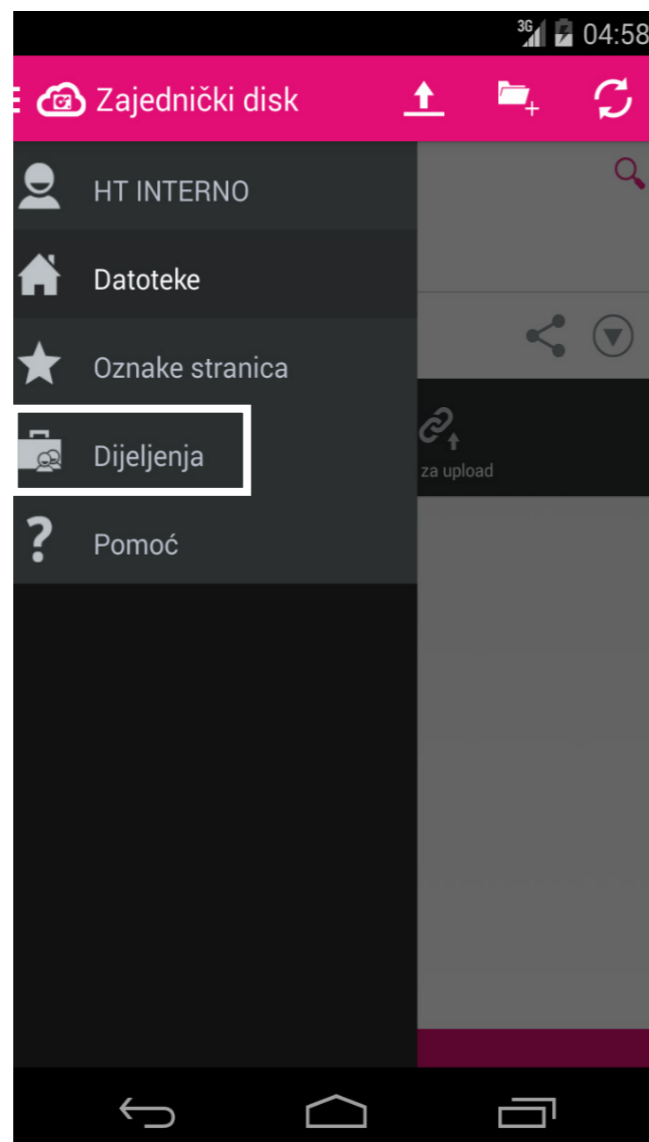 3G 04:58
Zajednički disk
HT INTERNO
Datoteke
Oznake stranica
Dijeljenja
za upload
Pomoć